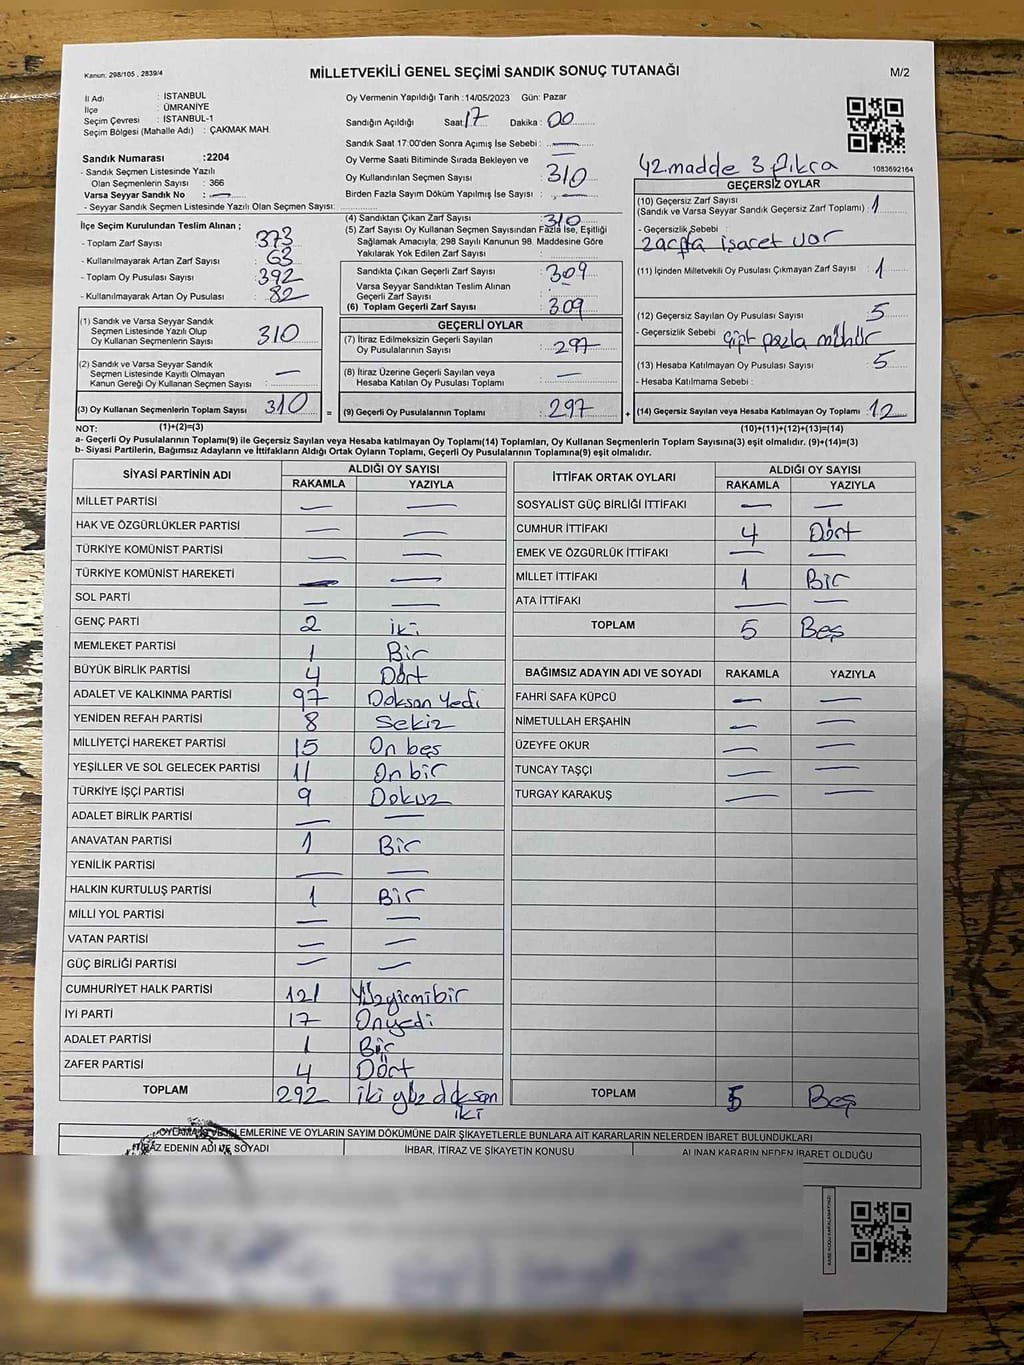 Kanun: 298/105 , 2839/4
MİLLETVEKİLİ GENEL SEÇİMİ SANDIK SONUÇ TUTANAĞI
M/2
İl Adı : İSTANBUL
İlçe : ÜMRANİYE
Seçim Çevresi : İSTANBUL-1
Seçim Bölgesi (Mahalle Adı) : ÇAKMAK MAH.
Oy Vermenin Yapıldığı Tarih :14/05/2023 Gün: Pazar
Sandığın Açıldığı Saat: 17 Dakika : 00
Sandık Saat 17:00'den Sonra Açımış İse Sebebi : —
Oy Verme Saati Bitiminde Sırada Bekleyen ve
Oy Kullandırılan Seçmen Sayısı : 310
Birden Fazla Sayım Döküm Yapılmış İse Sayısı : —
Sandık Numarası :2204
- Sandık Seçmen Listesinde Yazılı
Olan Seçmenlerin Sayısı : 366
Varsa Seyyar Sandık No : —
- Seyyar Sandık Seçmen Listesinde Yazılı Olan Seçmen Sayısı:
İlçe Seçim Kurulundan Teslim Alınan ;
- Toplam Zarf Sayısı : 373
- Kullanılmayarak Artan Zarf Sayısı : 63
- Toplam Oy Pusulası Sayısı : 392
- Kullanılmayarak Artan Oy Pusulası : 82
(1) Sandık ve Varsa Seyyar Sandık
Seçmen Listesinde Yazılı Olup
Oy Kullanan Seçmenlerin Sayısı : 310
(2) Sandık ve Varsa Seyyar Sandık
Seçmen Listesinde Kayıtlı Olmayan
Kanun Gereği Oy Kullanan Seçmen Sayısı : —
(3) Oy Kullanan Seçmenlerin Toplam Sayısı : 310
(4) Sandıktan Çıkan Zarf Sayısı : 310
(5) Zarf Sayısı Oy Kullanan Seçmen Sayısından Fazla İse, Eşitliği
Sağlamak Amacıyla; 298 Sayılı Kanunun 98. Maddesine Göre
Yakılarak Yok Edilen Zarf Sayısı :
Sandıkta Çıkan Geçerli Zarf Sayısı : 309
Varsa Seyyar Sandıktan Teslim Alınan
Geçerli Zarf Sayısı : —
(6) Toplam Geçerli Zarf Sayısı : 309
GEÇERLİ OYLAR
(7) İtiraz Edilmeksizin Geçerli Sayılan
Oy Pusulalarının Sayısı : 297
(8) İtiraz Üzerine Geçerli Sayılan veya
Hesaba Katılan Oy Pusulası Toplamı : —
= (9) Geçerli Oy Pusulalarının Toplamı : 297 +
42.madde 3 fıkra
1083692164
GEÇERSİZ OYLAR
(10) Geçersiz Zarf Sayısı
(Sandık ve Varsa Seyyar Sandık Geçersiz Zarf Toplamı) : 1
- Geçersizlik Sebebi :
zarfta işaret var
(11) İçinden Milletvekili Oy Pusulası Çıkmayan Zarf Sayısı : 1
(12) Geçersiz Sayılan Oy Pusulası Sayısı : 5
- Geçersizlik Sebebi : çift fazla mühür
(13) Hesaba Katılmayan Oy Pusulası Sayısı : 5
- Hesaba Katılmama Sebebi :
(14) Geçersiz Sayılan veya Hesaba Katılmayan Oy Toplamı : 12
NOT: (1)+(2)=(3) (10)+(11)+(12)+(13)=(14)
a- Geçerli Oy Pusulalarının Toplamı(9) ile Geçersiz Sayılan veya Hesaba katılmayan Oy Toplamı(14) Toplamları, Oy Kullanan Seçmenlerin Toplam Sayısına(3) eşit olmalıdır. (9)+(14)=(3)
b- Siyasi Partilerin, Bağımsız Adayların ve İttifakların Aldığı Ortak Oyların Toplamı, Geçerli Oy Pusulalarının Toplamına(9) eşit olmalıdır.
SİYASİ PARTİNİN ADI ALDIĞI OY SAYISI
RAKAMLA YAZIYLA
MİLLET PARTİSİ — —
HAK VE ÖZGÜRLÜKLER PARTİSİ — —
TÜRKİYE KOMÜNİST PARTİSİ — —
TÜRKİYE KOMÜNİST HAREKETİ — —
SOL PARTİ — —
GENÇ PARTİ 2 iki
MEMLEKET PARTİSİ 1 Bir
BÜYÜK BİRLİK PARTİSİ 4 Dört
ADALET VE KALKINMA PARTİSİ 97 Doksan Yedi
YENİDEN REFAH PARTİSİ 8 Sekiz
MİLLİYETÇİ HAREKET PARTİSİ 15 On beş
YEŞİLLER VE SOL GELECEK PARTİSİ 11 On bir
TÜRKİYE İŞÇİ PARTİSİ 9 Dokuz
ADALET BİRLİK PARTİSİ — —
ANAVATAN PARTİSİ 1 Bir
YENİLİK PARTİSİ — —
HALKIN KURTULUŞ PARTİSİ 1 Bir
MİLLİ YOL PARTİSİ — —
VATAN PARTİSİ — —
GÜÇ BİRLİĞİ PARTİSİ — —
CUMHURİYET HALK PARTİSİ 121 Yüzyirmibir
İYİ PARTİ 17 Onyedi
ADALET PARTİSİ 1 Bir
ZAFER PARTİSİ 4 Dört
TOPLAM 292 iki yüz doksan
iki
İTTİFAK ORTAK OYLARI ALDIĞI OY SAYISI
RAKAMLA YAZIYLA
SOSYALİST GÜÇ BİRLİĞİ İTTİFAKI — —
CUMHUR İTTİFAKI 4 Dört
EMEK VE ÖZGÜRLÜK İTTİFAKI — —
MİLLET İTTİFAKI 1 Bir
ATA İTTİFAKI — —
TOPLAM 5 Beş
BAĞIMSIZ ADAYIN ADI VE SOYADI RAKAMLA YAZIYLA
FAHRİ SAFA KÜPCÜ — —
NİMETULLAH ERŞAHİN — —
ÜZEYFE OKUR — —
TUNCAY TAŞÇI — —
TURGAY KARAKUŞ — —
TOPLAM 5 Beş
OYLAMA İŞLEMLERİNE VE OYLARIN SAYIM DÖKÜMÜNE DAİR ŞİKAYETLERLE BUNLARA AİT KARARLARIN NELERDEN İBARET BULUNDUKLARI
İTİRAZ EDENİN ADI VE SOYADI İHBAR, İTİRAZ VE ŞİKAYETİN KONUSU ALINAN KARARIN NEDEN İBARET OLDUĞU